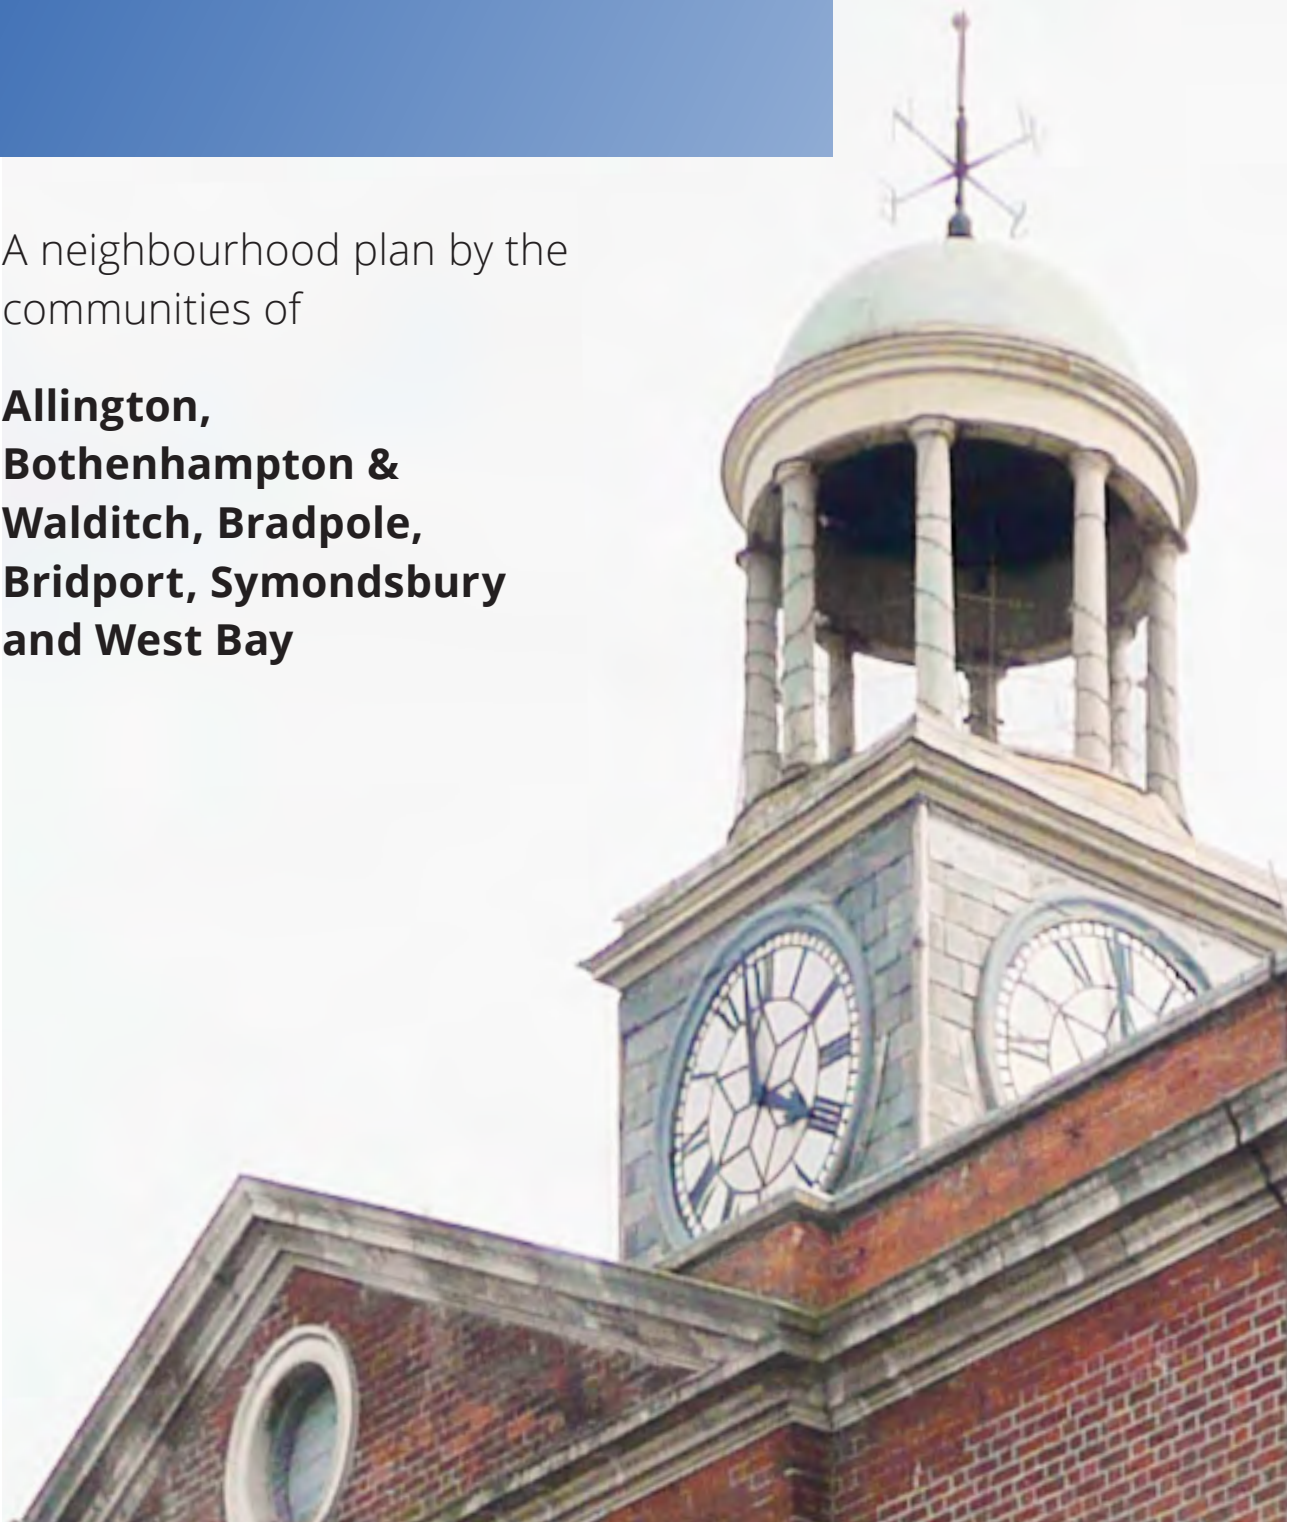 A neighbourhood plan by the
communities of
Allington,
Bothenhampton &
Walditch, Bradpole,
Bridport, Symondsbury
and West Bay